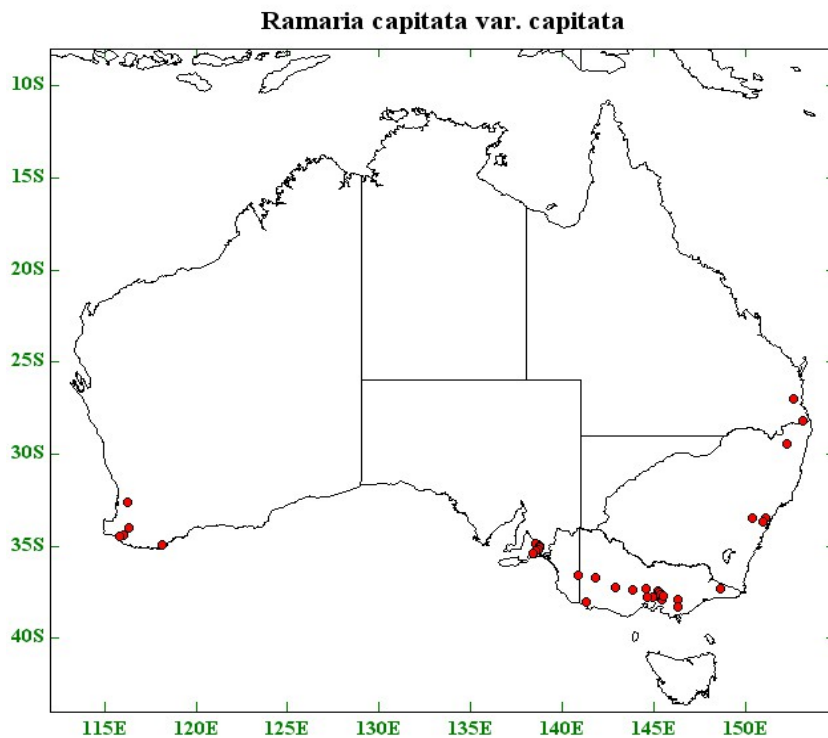 Ramaria capitata var. capitata
10S
15S
20S
25S
30S
35S
40S
115E 120E 125E 130E 135E 140E 145E 150E